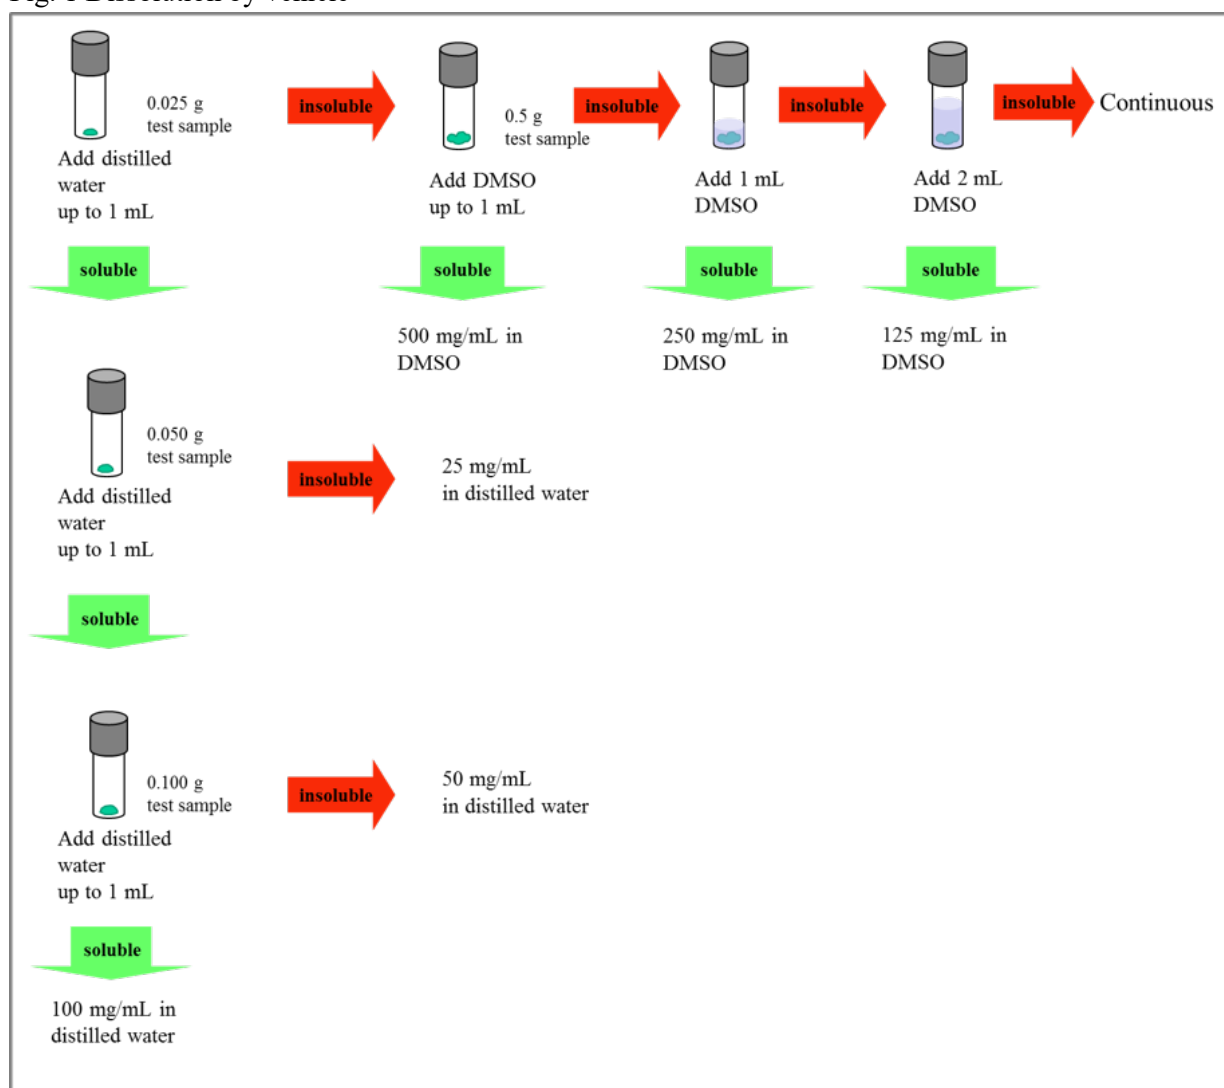 Fig. 1 Dissolution by vehicle
0.025 g
test sample
Add distilled
water
up to 1 mL
insoluble
0.5 g
test sample
Add DMSO
up to 1 mL
insoluble
Add 1 mL
DMSO
insoluble
Add 2 mL
DMSO
insoluble
Continuous
soluble
soluble
soluble
soluble
500 mg/mL in
DMSO
250 mg/mL in
DMSO
125 mg/mL in
DMSO
0.050 g
test sample
Add distilled
water
up to 1 mL
insoluble
25 mg/mL
in distilled water
soluble
0.100 g
test sample
Add distilled
water
up to 1 mL
insoluble
50 mg/mL
in distilled water
soluble
100 mg/mL in
distilled water